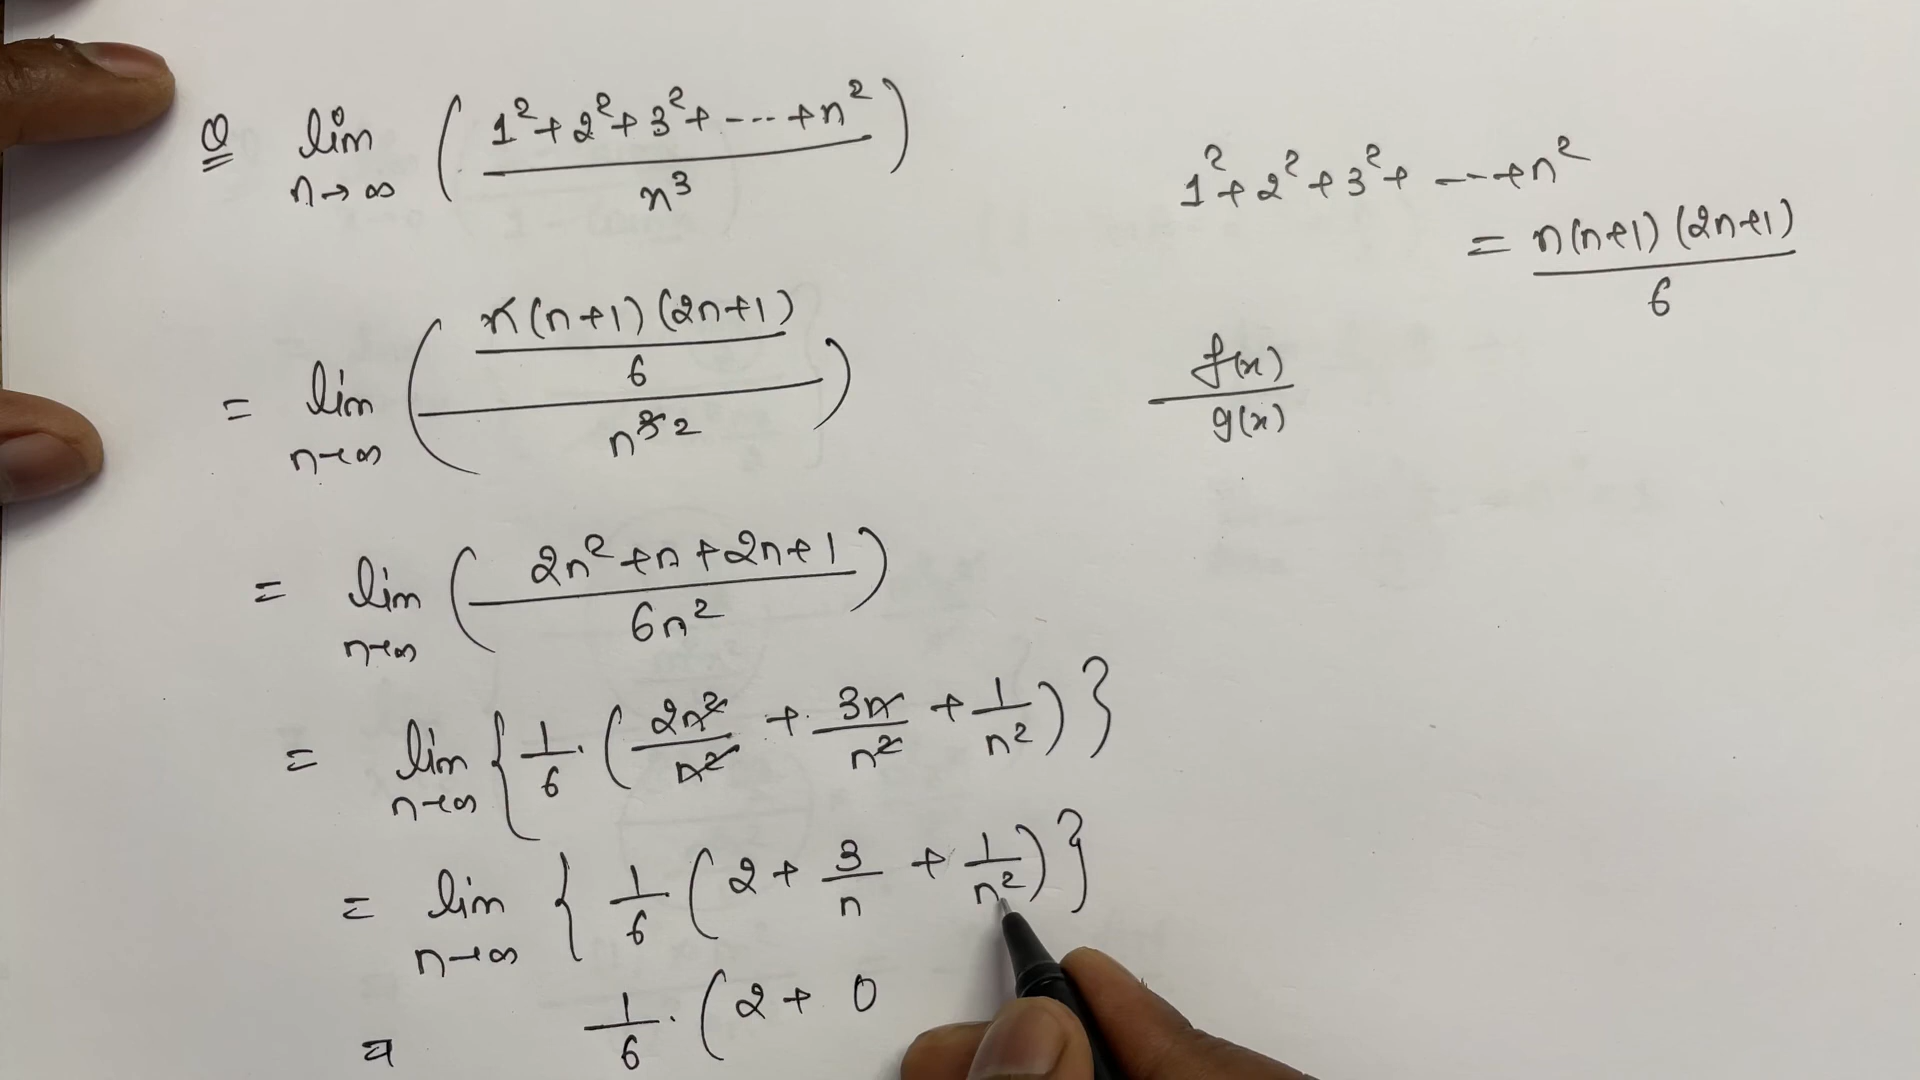 Q lim n→∞ (1² + 2² + 3² + ---- + n² / n³)
1² + 2² + 3² + ---- + n²
= n(n+1)(2n+1) / 6
= lim n→∞ (n(n+1)(2n+1) / 6 / n³ 2)
f(x) / g(x)
= lim n→∞ (2n² + n + 2n + 1 / 6n²)
= lim n→∞ {1/6 · (2n²/n² + 3n/n² + 1/n²)}
= lim n→∞ {1/6 (2 + 3/n + 1/n²)}
= 1/6 · (2 + 0